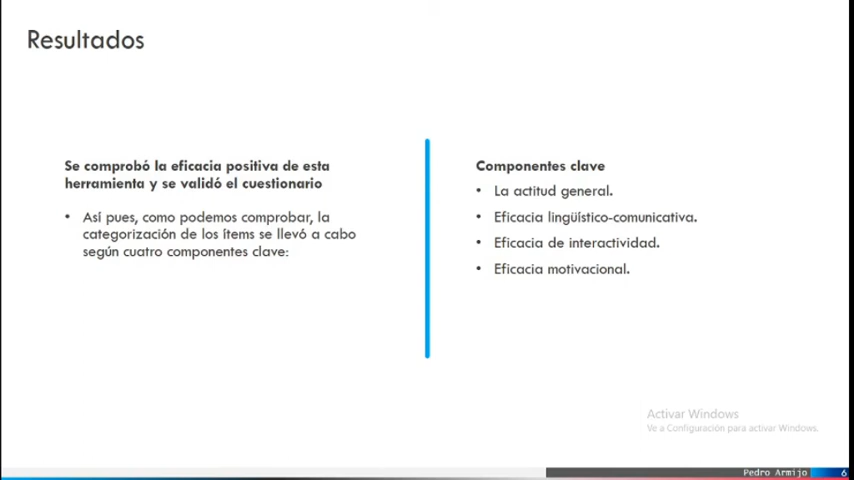 Resultados
Se comprobó la eficacia positiva de esta
herramienta y se validó el cuestionario
• Así pues, como podemos comprobar, la
categorización de los ítems se llevó a cabo
según cuatro componentes clave:
Componentes clave
• La actitud general.
• Eficacia lingüístico-comunicativa.
• Eficacia de interactividad.
• Eficacia motivacional.
Activar Windows
Ve a Configuración para activar Windows.
Pedro Armijo 6